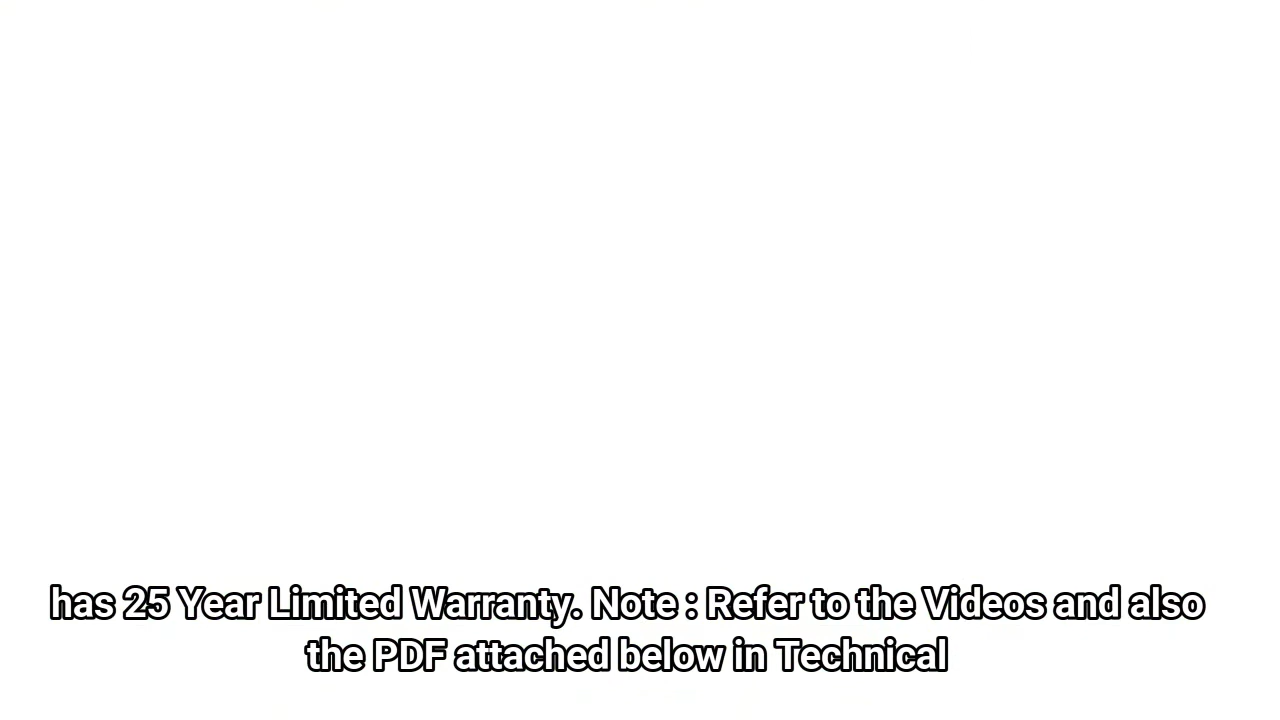 has 25 Year Limited Warranty. Note : Refer to the Videos and also
the PDF attached below in Technical